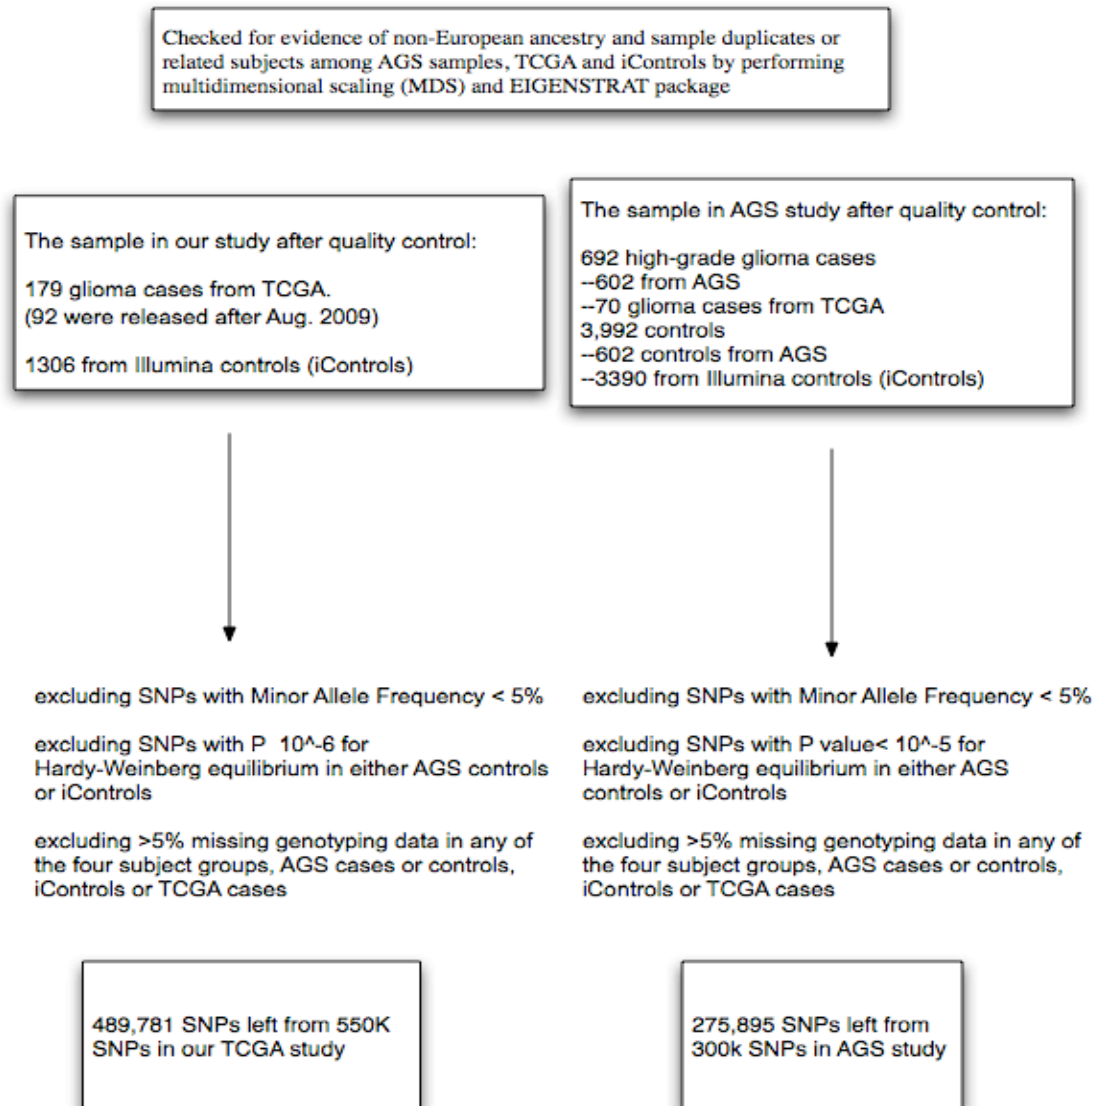 Checked for evidence of non-European ancestry and sample duplicates or
related subjects among AGS samples, TCGA and iControls by performing
multidimensional scaling (MDS) and EIGENSTRAT package
The sample in our study after quality control:
179 glioma cases from TCGA.
(92 were released after Aug. 2009)
1306 from Illumina controls (iControls)
The sample in AGS study after quality control:
692 high-grade glioma cases
--602 from AGS
--70 glioma cases from TCGA
3,992 controls
--602 controls from AGS
--3390 from Illumina controls (iControls)
excluding SNPs with Minor Allele Frequency < 5%
excluding SNPs with P 10^-6 for
Hardy-Weinberg equilibrium in either AGS controls
or iControls
excluding >5% missing genotyping data in any of
the four subject groups, AGS cases or controls,
iControls or TCGA cases
excluding SNPs with Minor Allele Frequency < 5%
excluding SNPs with P value< 10^-5 for
Hardy-Weinberg equilibrium in either AGS
controls or iControls
excluding >5% missing genotyping data in any of
the four subject groups, AGS cases or controls,
iControls or TCGA cases
489,781 SNPs left from 550K
SNPs in our TCGA study
275,895 SNPs left from
300k SNPs in AGS study